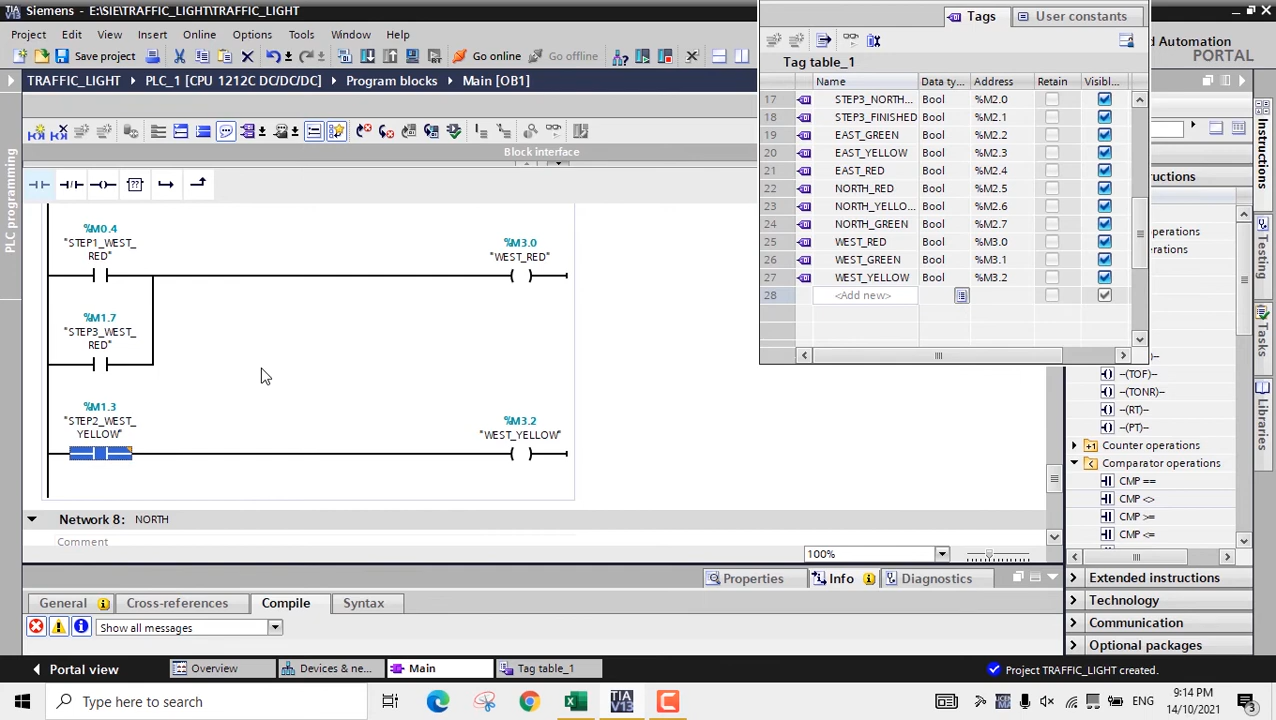 Siemens - E:\SIE\TRAFFIC_LIGHT\TRAFFIC_LIGHT
Project Edit View Insert Online Options Tools Window Help
Save project Go online
PORTAL
TRAFFIC_LIGHT PLC_1 [CPU 1212C DC/DC/DC] Program blocks Main [OB1]
Block interface
Tags User constants
Tag table_1
Name Data ty... Address Retain Visibl...
17 STEP3_NORTH... Bool %M2.0
18 STEP3_FINISHED Bool %M2.1
19 EAST_GREEN Bool %M2.2
20 EAST_YELLOW Bool %M2.3
21 EAST_RED Bool %M2.4
22 NORTH_RED Bool %M2.5
23 NORTH_YELLO... Bool %M2.6
24 NORTH_GREEN Bool %M2.7
25 WEST_RED Bool %M3.0
26 WEST_GREEN Bool %M3.1
27 WEST_YELLOW Bool %M3.2
28 <Add new>
PLC programming
%M0.4
"STEP1_WEST_
RED"
%M3.0
"WEST_RED"
%M1.7
"STEP3_WEST_
RED"
%M1.3
"STEP2_WEST_
YELLOW"
%M3.2
"WEST_YELLOW"
Network 8: NORTH
Comment
100%
-(TOF)-
-(TONR)-
-(RT)-
-(PT)-
Counter operations
Comparator operations
CMP ==
CMP <>
CMP >=
CMP <=
Extended instructions
Technology
Communication
Optional packages
Instructions
Testing
Tasks
Libraries
Properties Info Diagnostics
General Cross-references Compile Syntax
Show all messages
Portal view Overview Devices & ne... Main Tag table_1
Project TRAFFIC_LIGHT created.
Type here to search
ENG
9:14 PM
14/10/2021
3